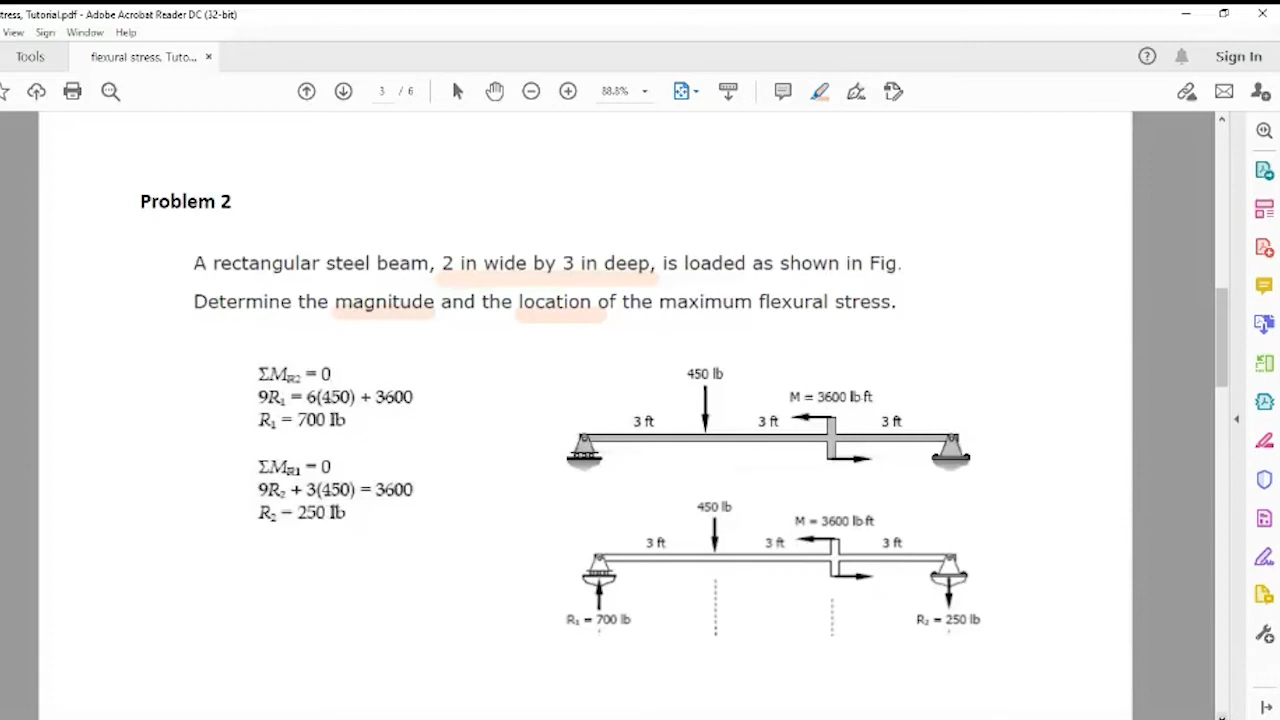 stress, Tutorial.pdf - Adobe Acrobat Reader DC (32-bit)
View Sign Window Help
Tools
flexural stress. Tuto... ×
Sign In
3 / 6
88.8%
Problem 2
A rectangular steel beam, 2 in wide by 3 in deep, is loaded as shown in Fig.
Determine the magnitude and the location of the maximum flexural stress.
ΣM_R2 = 0
9R₁ = 6(450) + 3600
R₁ = 700 lb
ΣM_R1 = 0
9R₂ + 3(450) = 3600
R₂ = 250 lb
450 lb
M = 3600 lb ft
3 ft 3 ft 3 ft
450 lb
M = 3600 lb ft
3 ft 3 ft 3 ft
R₁ = 700 lb R₂ = 250 lb